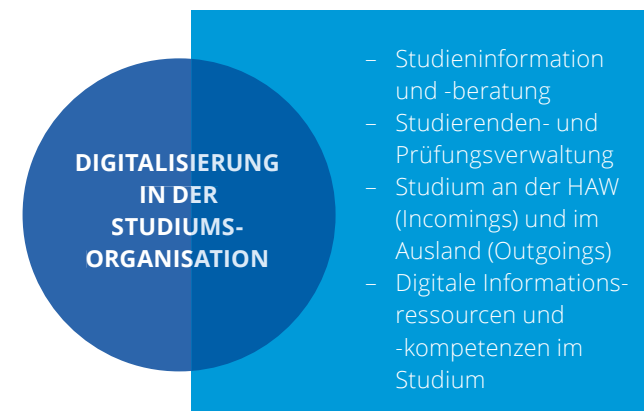 DIGITALISIERUNG
IN DER
STUDIUMS-
ORGANISATION
– Studieninformation
und -beratung
– Studierenden- und
Prüfungsverwaltung
– Studium an der HAW
(Incomings) und im
Ausland (Outgoings)
– Digitale Informations-
ressourcen und
-kompetenzen im
Studium